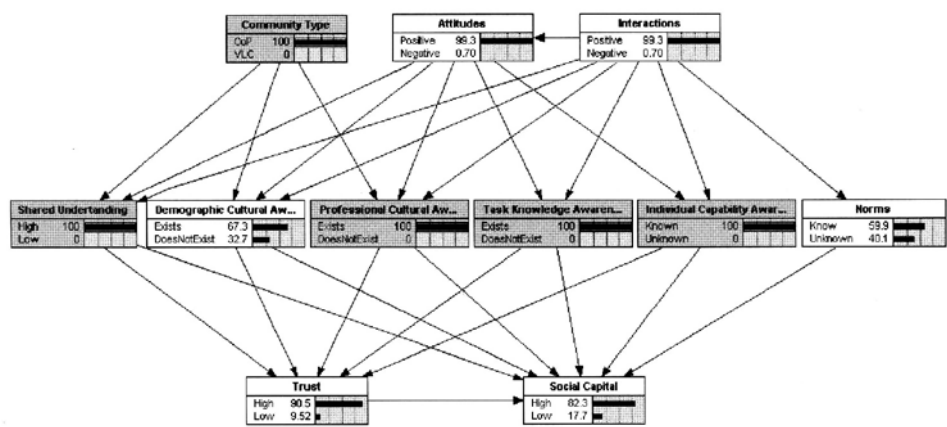 Community Type
CoP 100
VLC 0
Attitudes
Positive 99.3
Negative 0.70
Interactions
Positive 99.3
Negative 0.70
Shared Undertanding
High 100
Low 0
Demographic Cultural Aw...
Exists 67.3
DoesNotExist 32.7
Professional Cultural Aw...
Exists 100
DoesNotExist 0
Task Knowledge Awaren...
Exists 100
DoesNotExist 0
Individual Capability Awar...
Known 100
Unknown 0
Norms
Know 59.9
Unknown 40.1
Trust
High 90.5
Low 9.52
Social Capital
High 82.3
Low 17.7